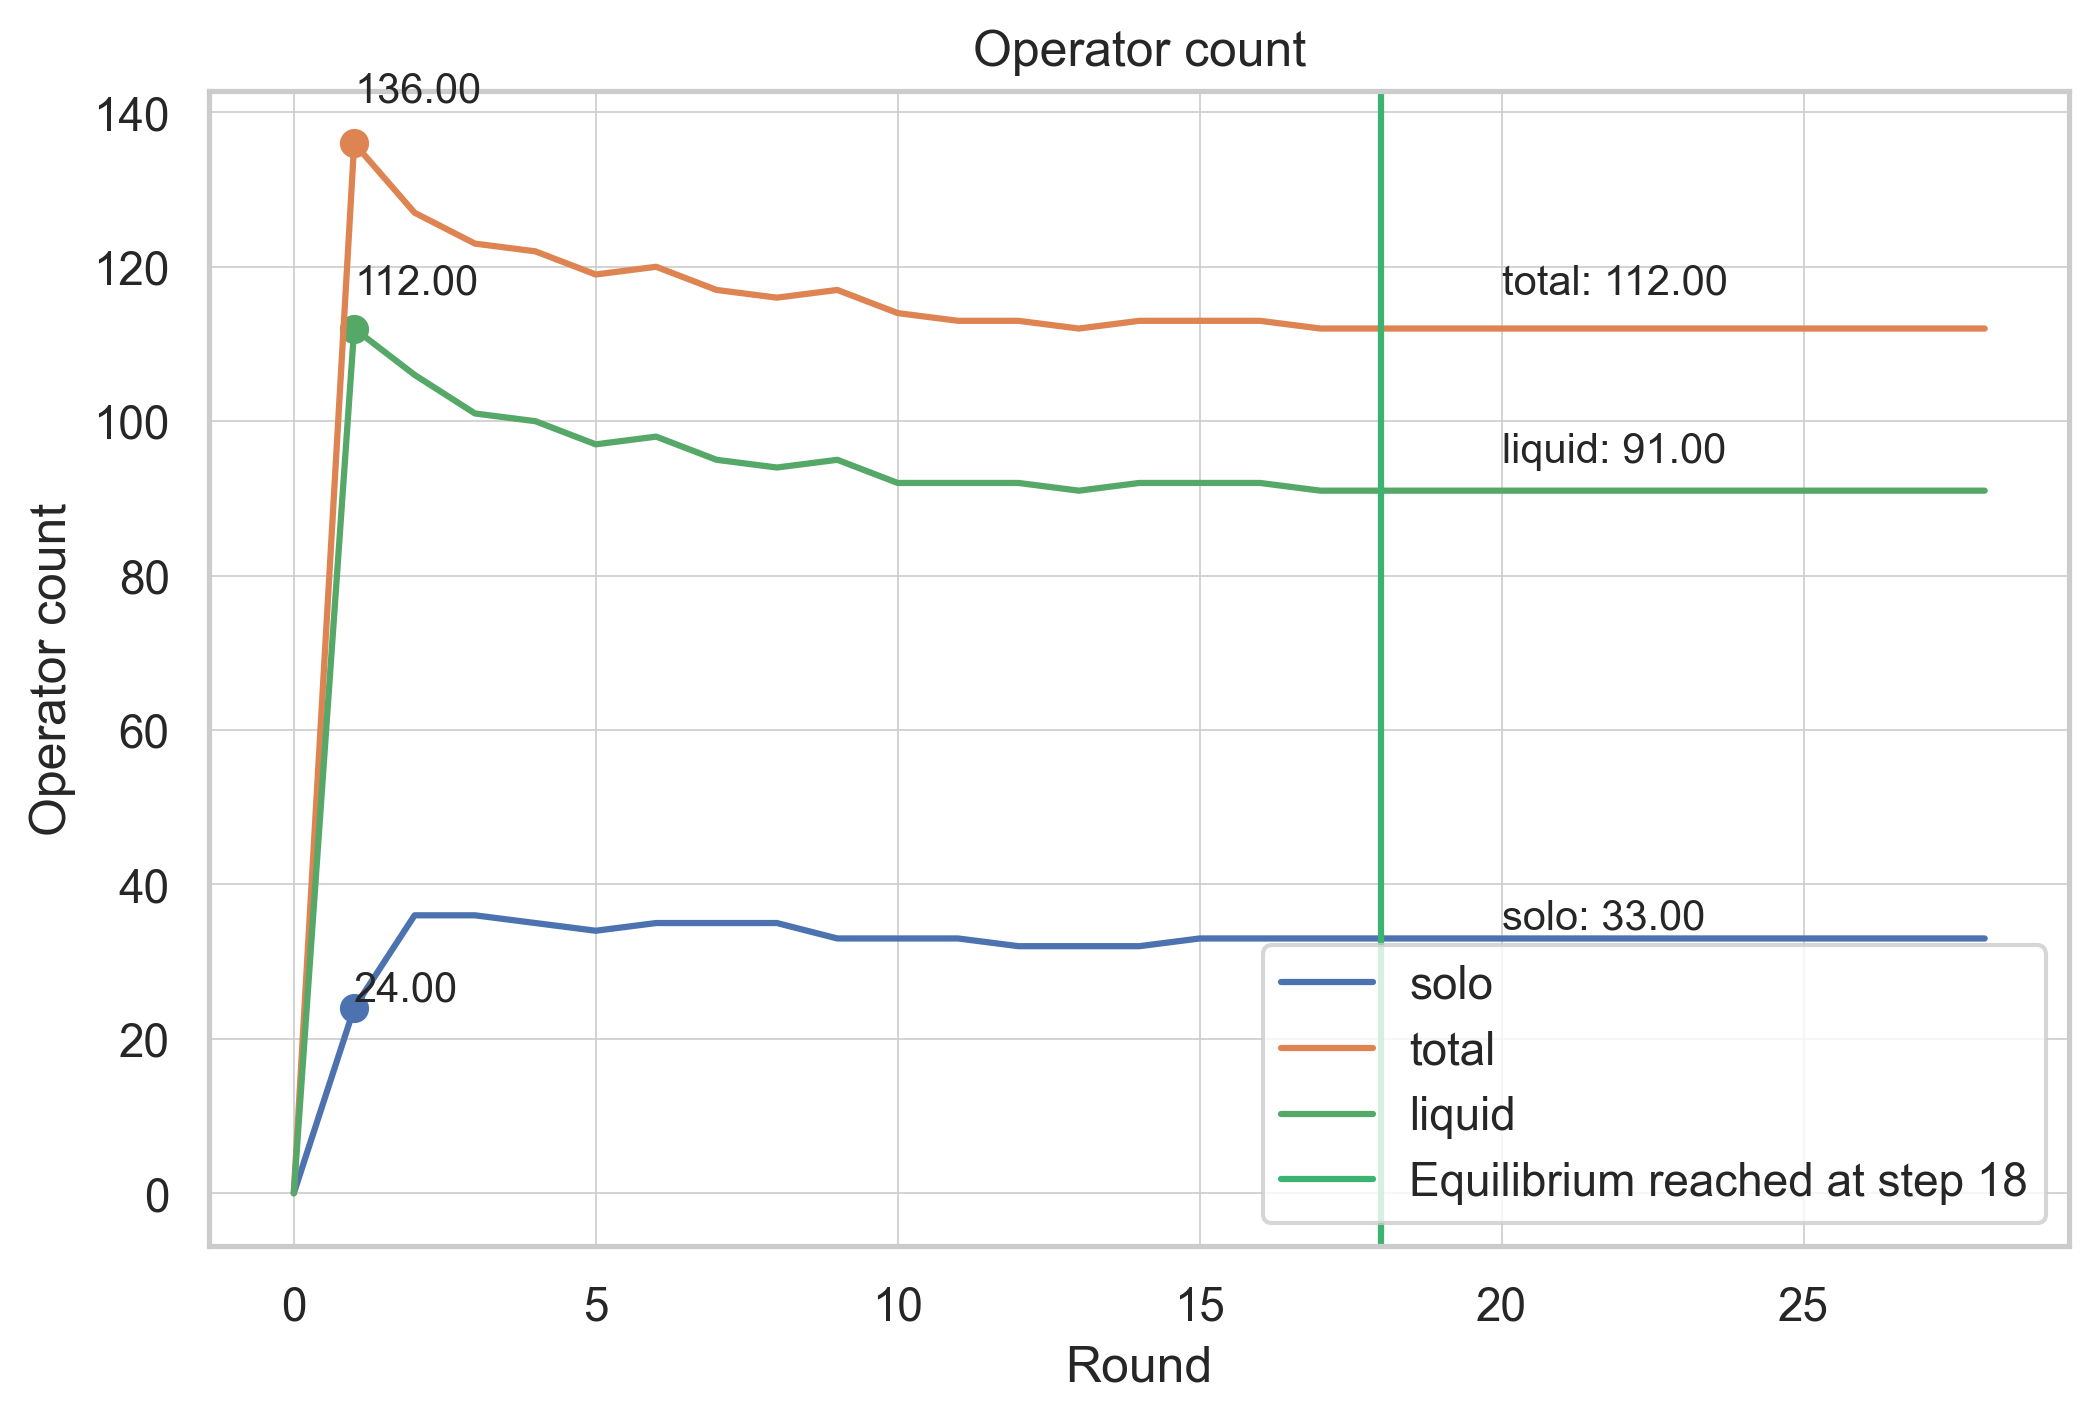 Operator count
136.00
140
120
112.00
total: 112.00
100
liquid: 91.00
80
60
40
solo: 33.00
24.00
20
0
solo
total
liquid
Equilibrium reached at step 18
Operator count
0 5 10 15 20 25
Round